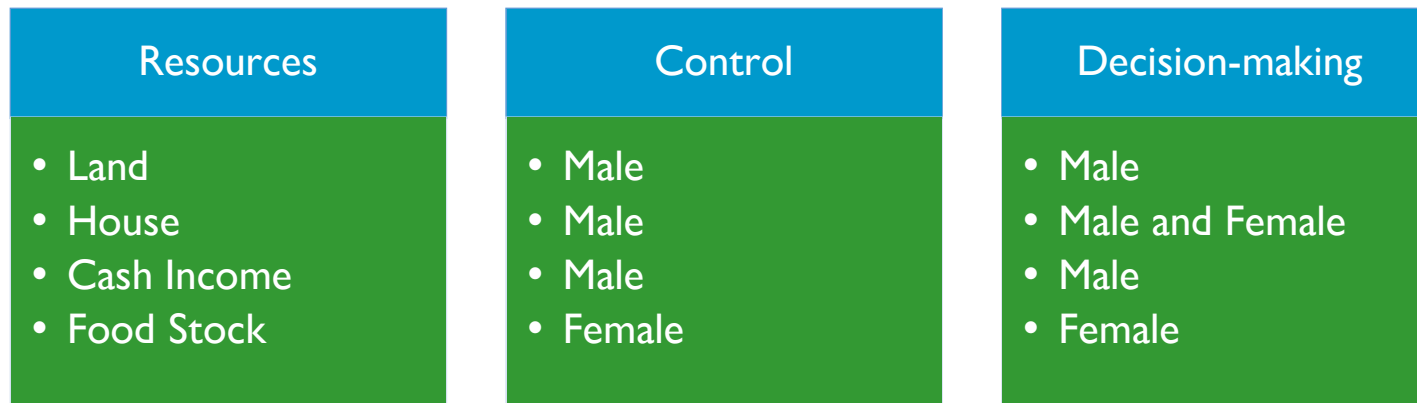 Resources
• Land
• House
• Cash Income
• Food Stock
Control
• Male
• Male
• Male
• Female
Decision-making
• Male
• Male and Female
• Male
• Female